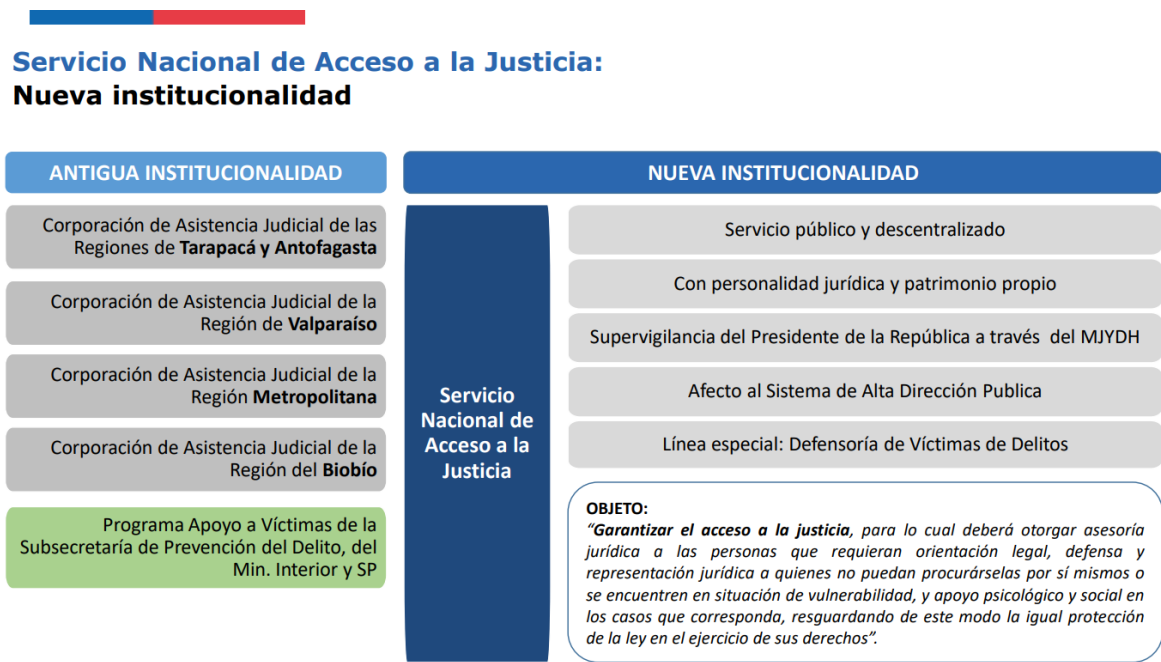 Servicio Nacional de Acceso a la Justicia:
Nueva institucionalidad
ANTIGUA INSTITUCIONALIDAD
Corporación de Asistencia Judicial de las
Regiones de Tarapacá y Antofagasta
Corporación de Asistencia Judicial de la
Región de Valparaíso
Corporación de Asistencia Judicial de la
Región Metropolitana
Corporación de Asistencia Judicial de la
Región del Biobío
Programa Apoyo a Víctimas de la
Subsecretaría de Prevención del Delito, del
Min. Interior y SP
NUEVA INSTITUCIONALIDAD
Servicio
Nacional de
Acceso a la
Justicia
Servicio público y descentralizado
Con personalidad jurídica y patrimonio propio
Supervigilancia del Presidente de la República a través del MJYDH
Afecto al Sistema de Alta Dirección Publica
Línea especial: Defensoría de Víctimas de Delitos
OBJETO:
“Garantizar el acceso a la justicia, para lo cual deberá otorgar asesoría
jurídica a las personas que requieran orientación legal, defensa y
representación jurídica a quienes no puedan procurárselas por sí mismos o
se encuentren en situación de vulnerabilidad, y apoyo psicológico y social en
los casos que corresponda, resguardando de este modo la igual protección
de la ley en el ejercicio de sus derechos”.